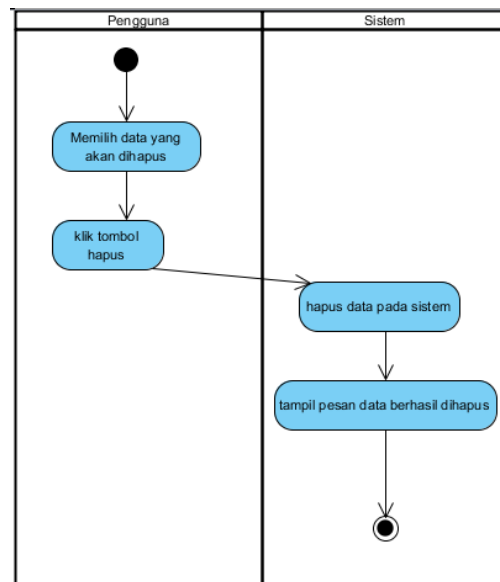 Pengguna
Sistem
Memilih data yang
akan dihapus
klik tombol
hapus
hapus data pada sistem
tampil pesan data berhasil dihapus